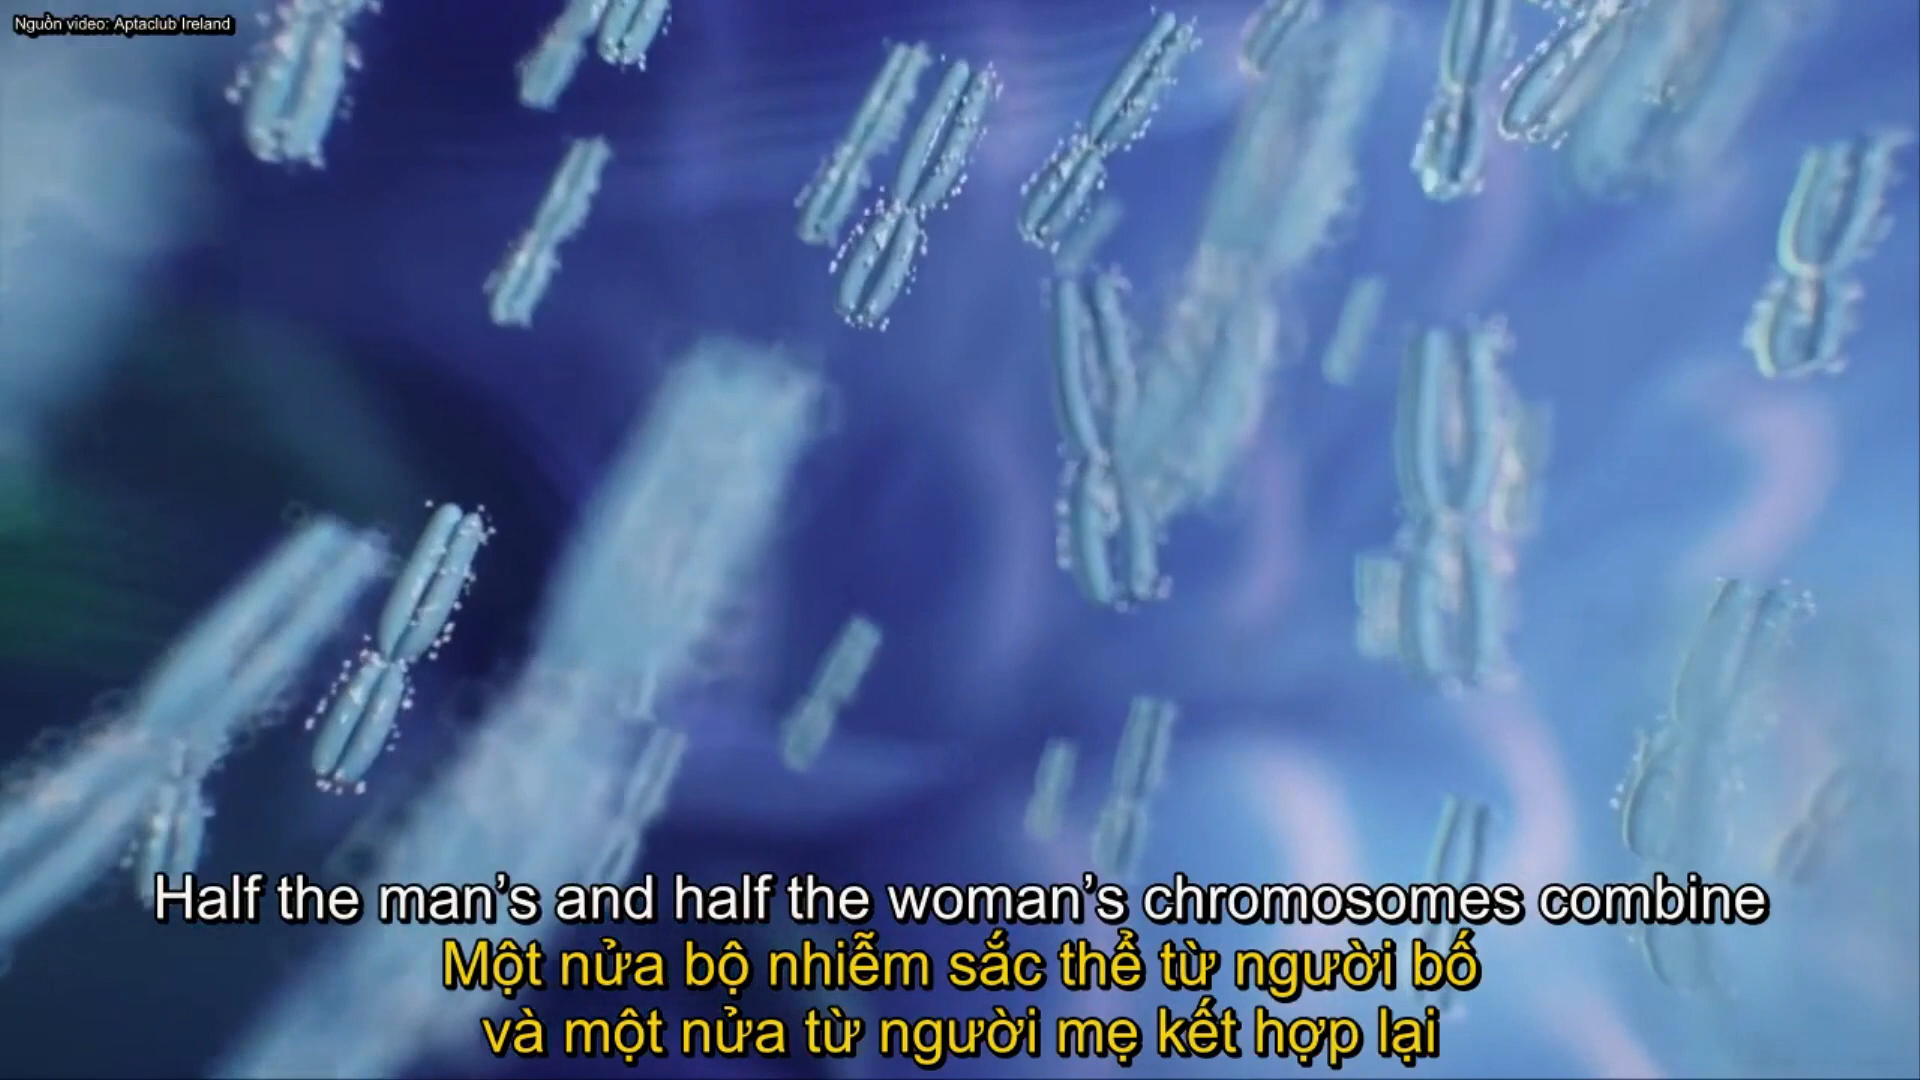 Nguồn video: Aptaclub Ireland
Half the man’s and half the woman’s chromosomes combine
Một nửa bộ nhiễm sắc thể từ người bố
và một nửa từ người mẹ kết hợp lại